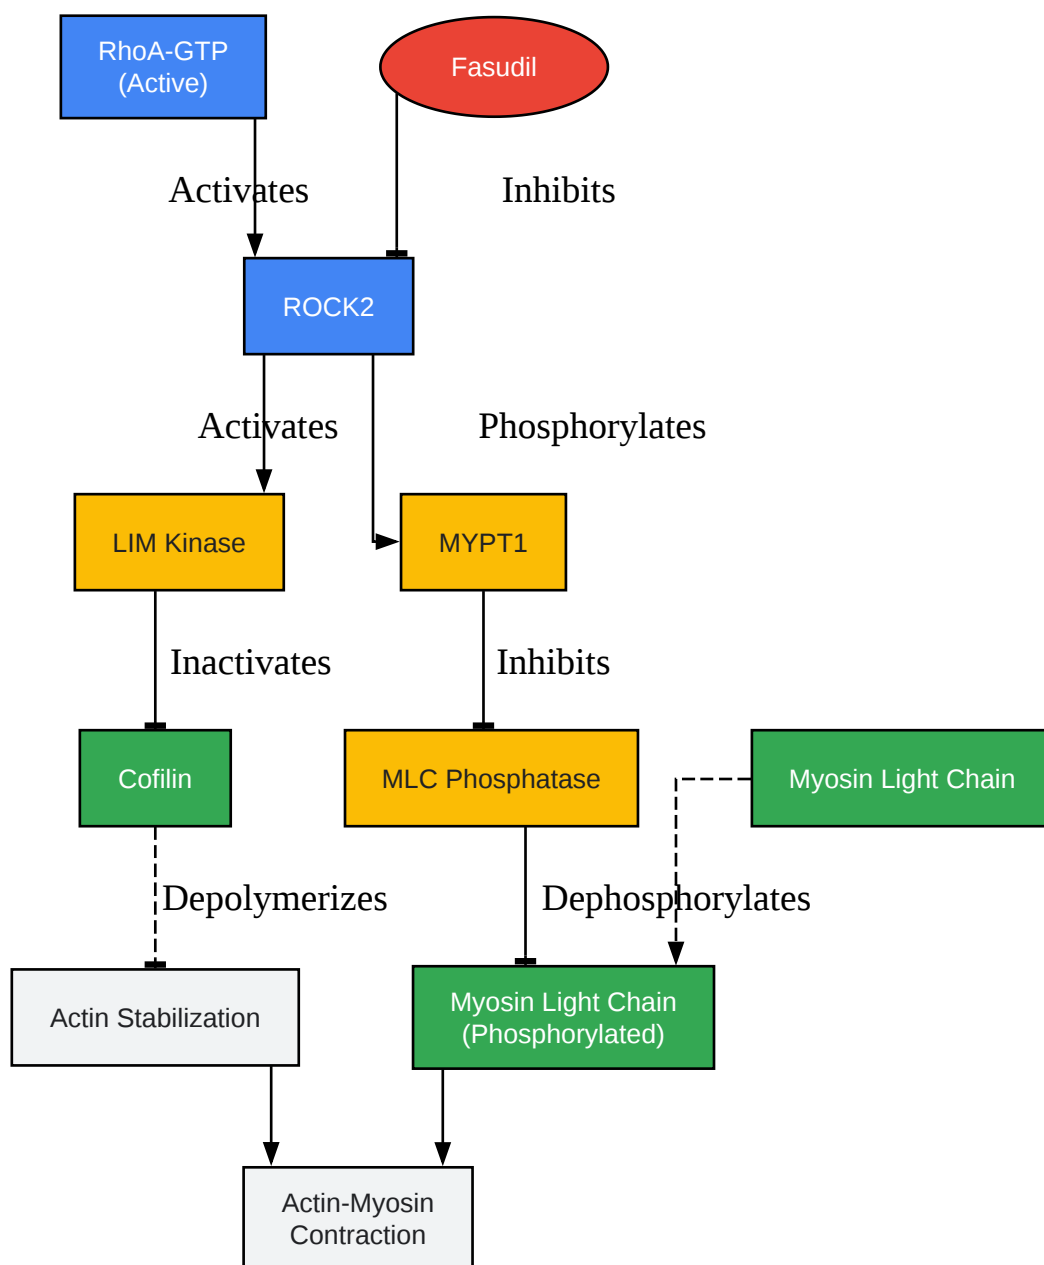 RhoA-GTP
(Active)
Fasudil
Activates
Inhibits
ROCK2
Activates
Phosphorylates
LIM Kinase
MYPT1
Inactivates
Inhibits
Cofilin
MLC Phosphatase
Myosin Light Chain
Depolymerizes
Dephosphorylates
Actin Stabilization
Myosin Light Chain
(Phosphorylated)
Actin-Myosin
Contraction